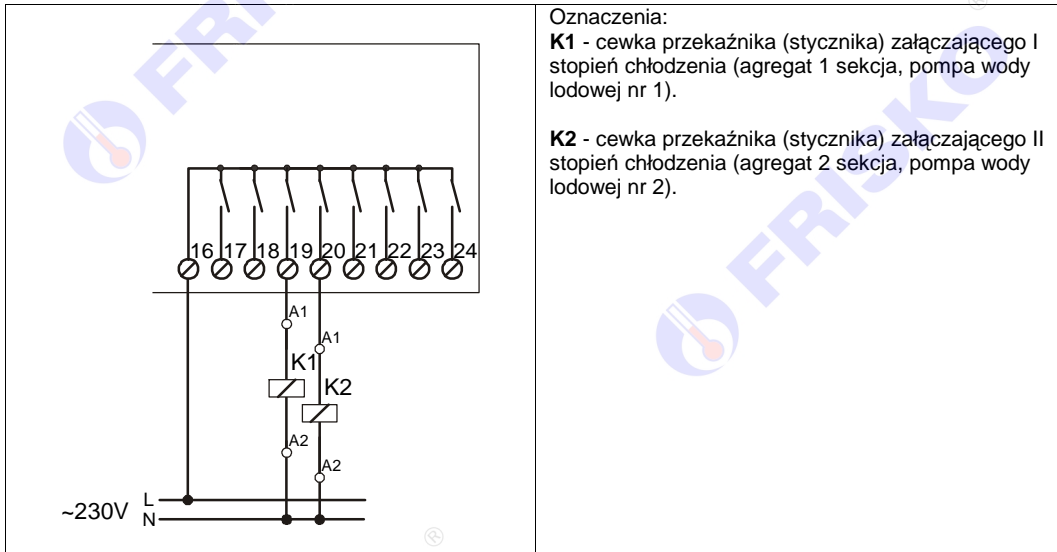 Oznaczenia:
K1 - cewka przekaźnika (stycznika) załączającego I
stopień chłodzenia (agregat 1 sekcja, pompa wody
lodowej nr 1).
K2 - cewka przekaźnika (stycznika) załączającego II
stopień chłodzenia (agregat 2 sekcja, pompa wody
lodowej nr 2).
16 17 18 19 20 21 22 23 24
A1
A1
K1
K2
A2
A2
~230V
L
N
FRISKO
FRISKO
®
®